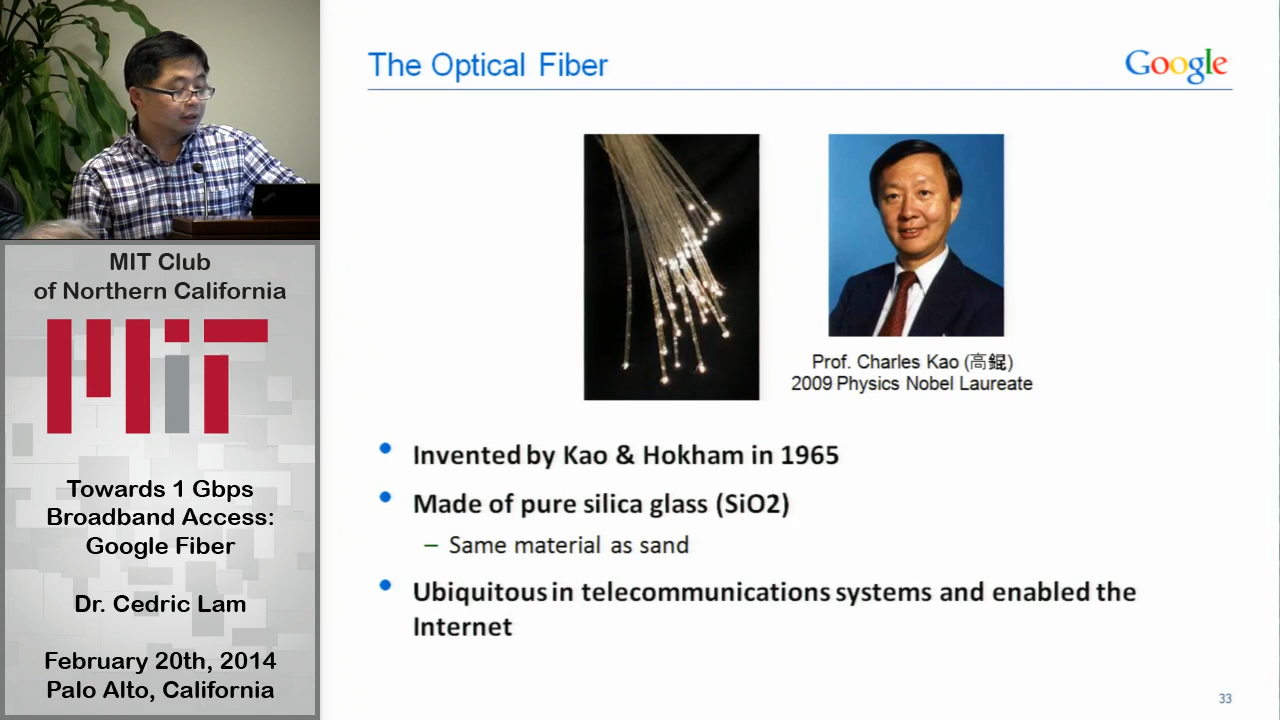 MIT Club
of Northern California
MIT
Towards 1 Gbps
Broadband Access:
Google Fiber
Dr. Cedric Lam
February 20th, 2014
Palo Alto, California
The Optical Fiber
Google
Prof. Charles Kao (高錕)
2009 Physics Nobel Laureate
• Invented by Kao & Hokham in 1965
• Made of pure silica glass (SiO2)
– Same material as sand
• Ubiquitous in telecommunications systems and enabled the
Internet
33